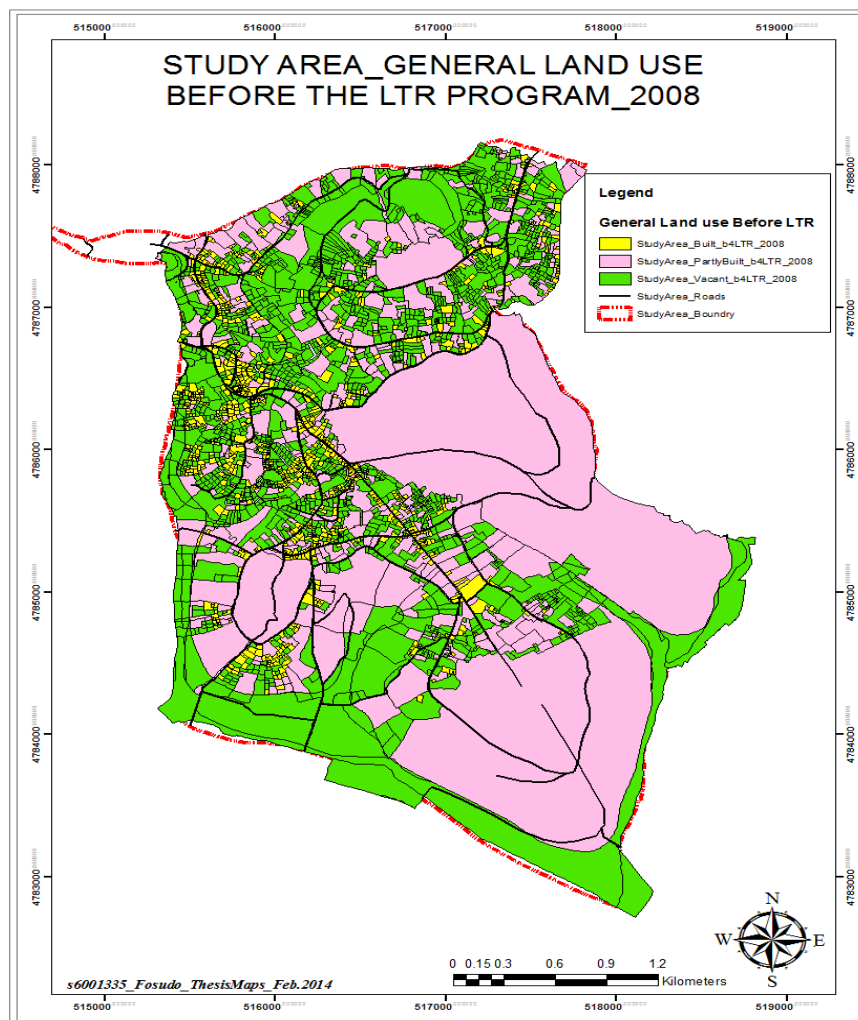 515000 516000 517000 518000 519000
STUDY AREA_GENERAL LAND USE
BEFORE THE LTR PROGRAM_2008
4788000 4788000
Legend
General Land use Before LTR
StudyArea_Built_b4LTR_2008
StudyArea_PartlyBuilt_b4LTR_2008
StudyArea_Vacant_b4LTR_2008
StudyArea_Roads
StudyArea_Boundry
4787000 4787000
4786000 4786000
4785000 4785000
4784000 4784000
4783000 4783000
N
W E
S
0 0.15 0.3 0.6 0.9 1.2
Kilometers
s6001335_Fosudo_ThesisMaps_Feb.2014
515000 516000 517000 518000 519000